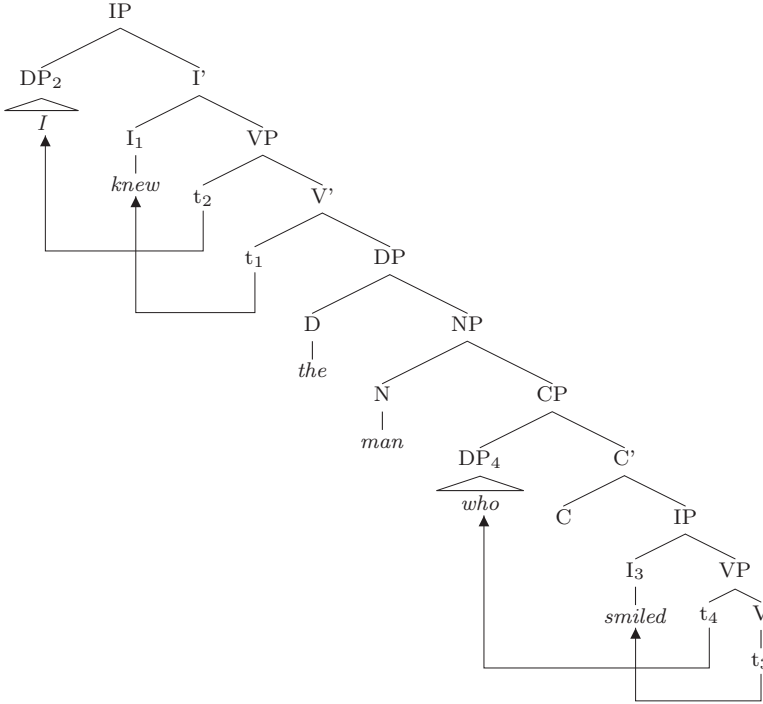 IP
DP₂ I'
I
I₁ VP
knew
t₂ V'
t₁ DP
D NP
the
N CP
man
DP₄ C'
who
C IP
I₃ VP
smiled
t₄ V
t₃